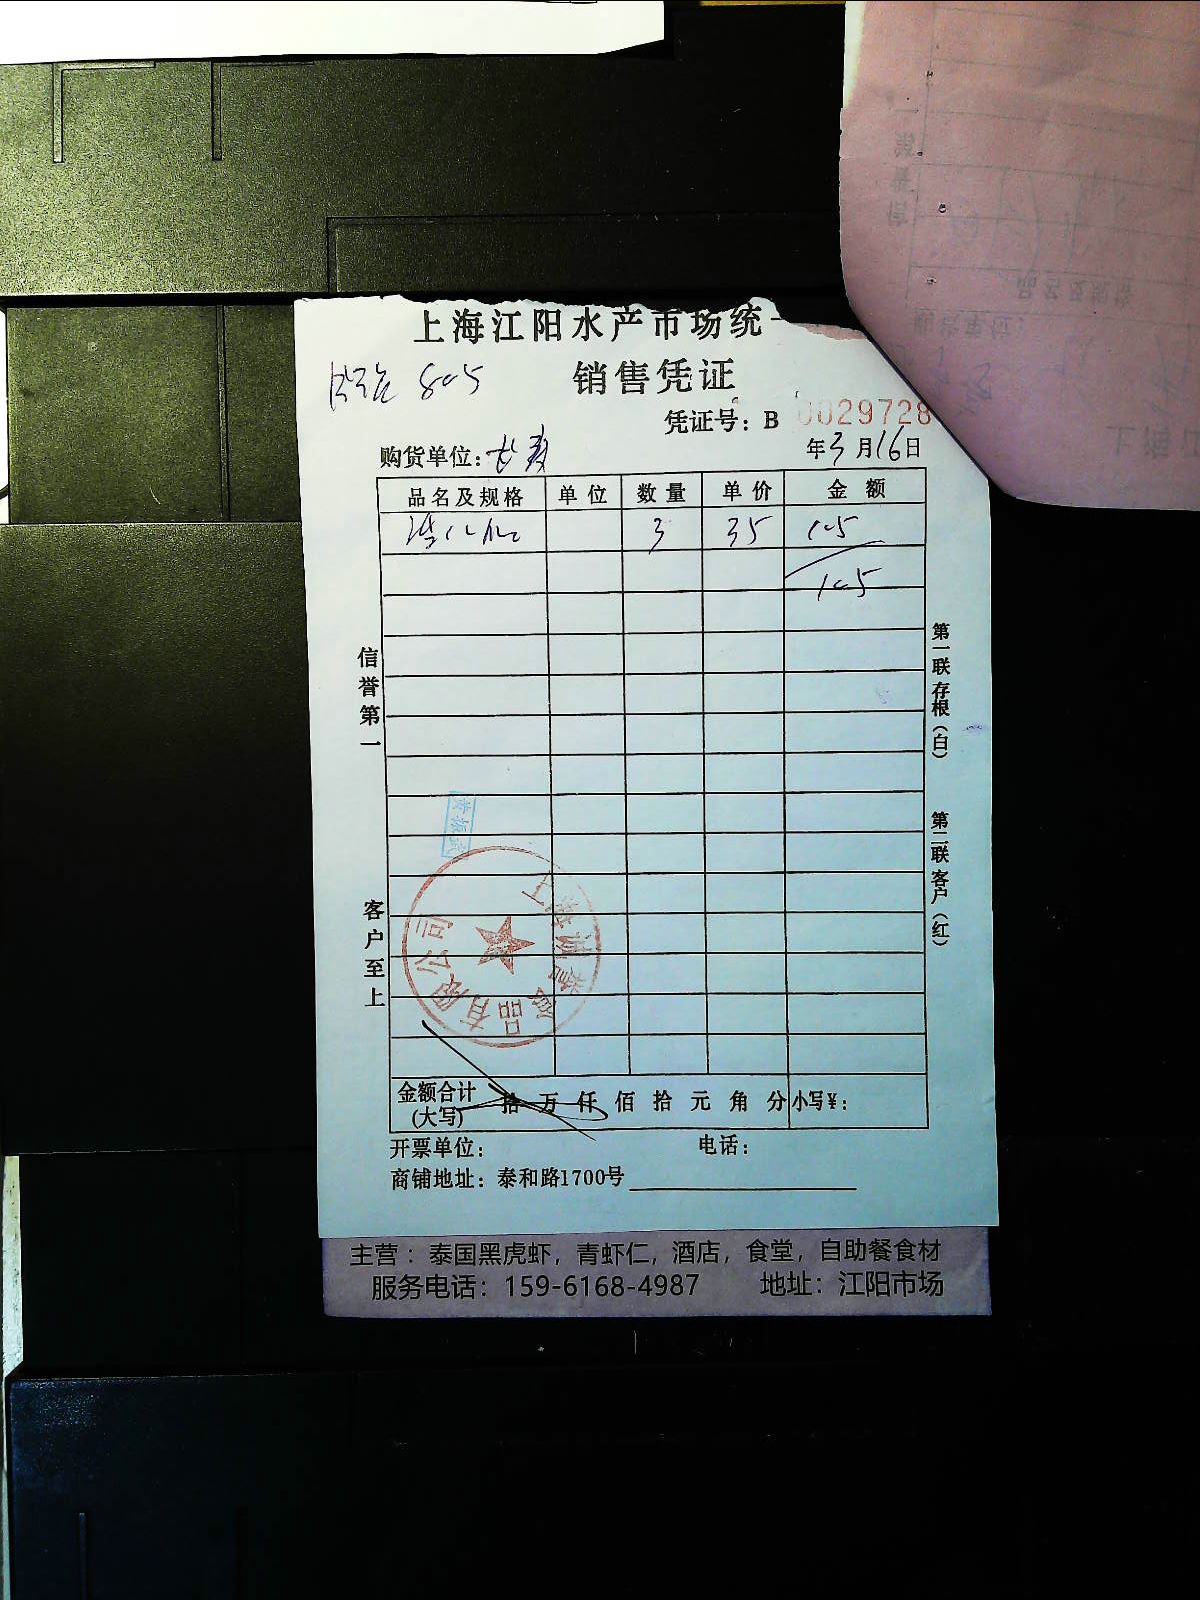 上海江阳水产市场统一
销售凭证
805
凭证号：B 0029728
购货单位：
年3月16日
品名及规格 单位 数量 单价 金额
3 35 105
105
信誉第一
客户至上
第一联存根（白）
第二联客户（红）
品有限公司
金额合计（大写） 拾万仟佰拾元角分 小写¥：
开票单位： 电话：
商铺地址：泰和路1700号
主营：泰国黑虎虾，青虾仁，酒店，食堂，自助餐食材
服务电话：159-6168-4987 地址：江阳市场